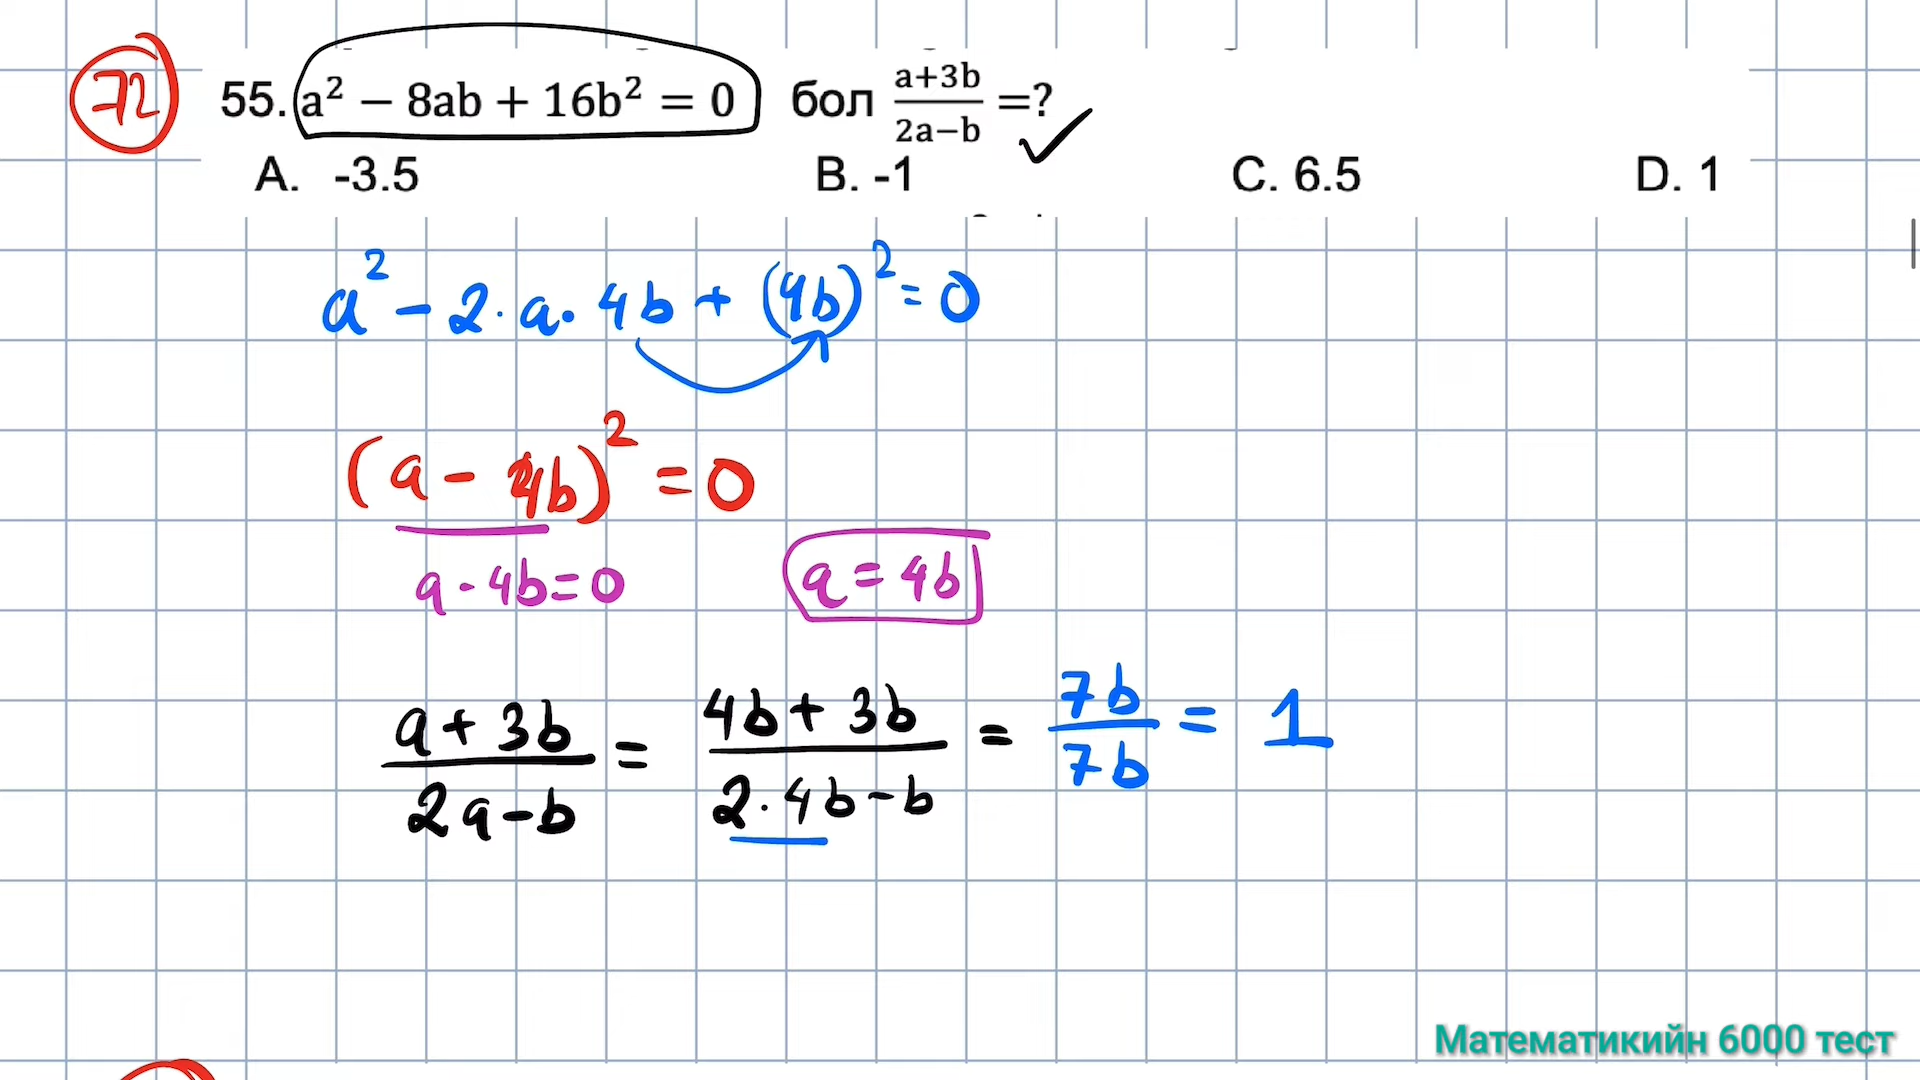 72
55. a² − 8ab + 16b² = 0 бол (a+3b)/(2a−b) =?
A. -3.5 B. -1 C. 6.5 D. 1
a² - 2·a·4b + (4b)² = 0
(a - 4b)² = 0
a - 4b = 0 a = 4b
(a + 3b)/(2a - b) = (4b + 3b)/(2·4b - b) = 7b/7b = 1
Математикийн 6000 тест